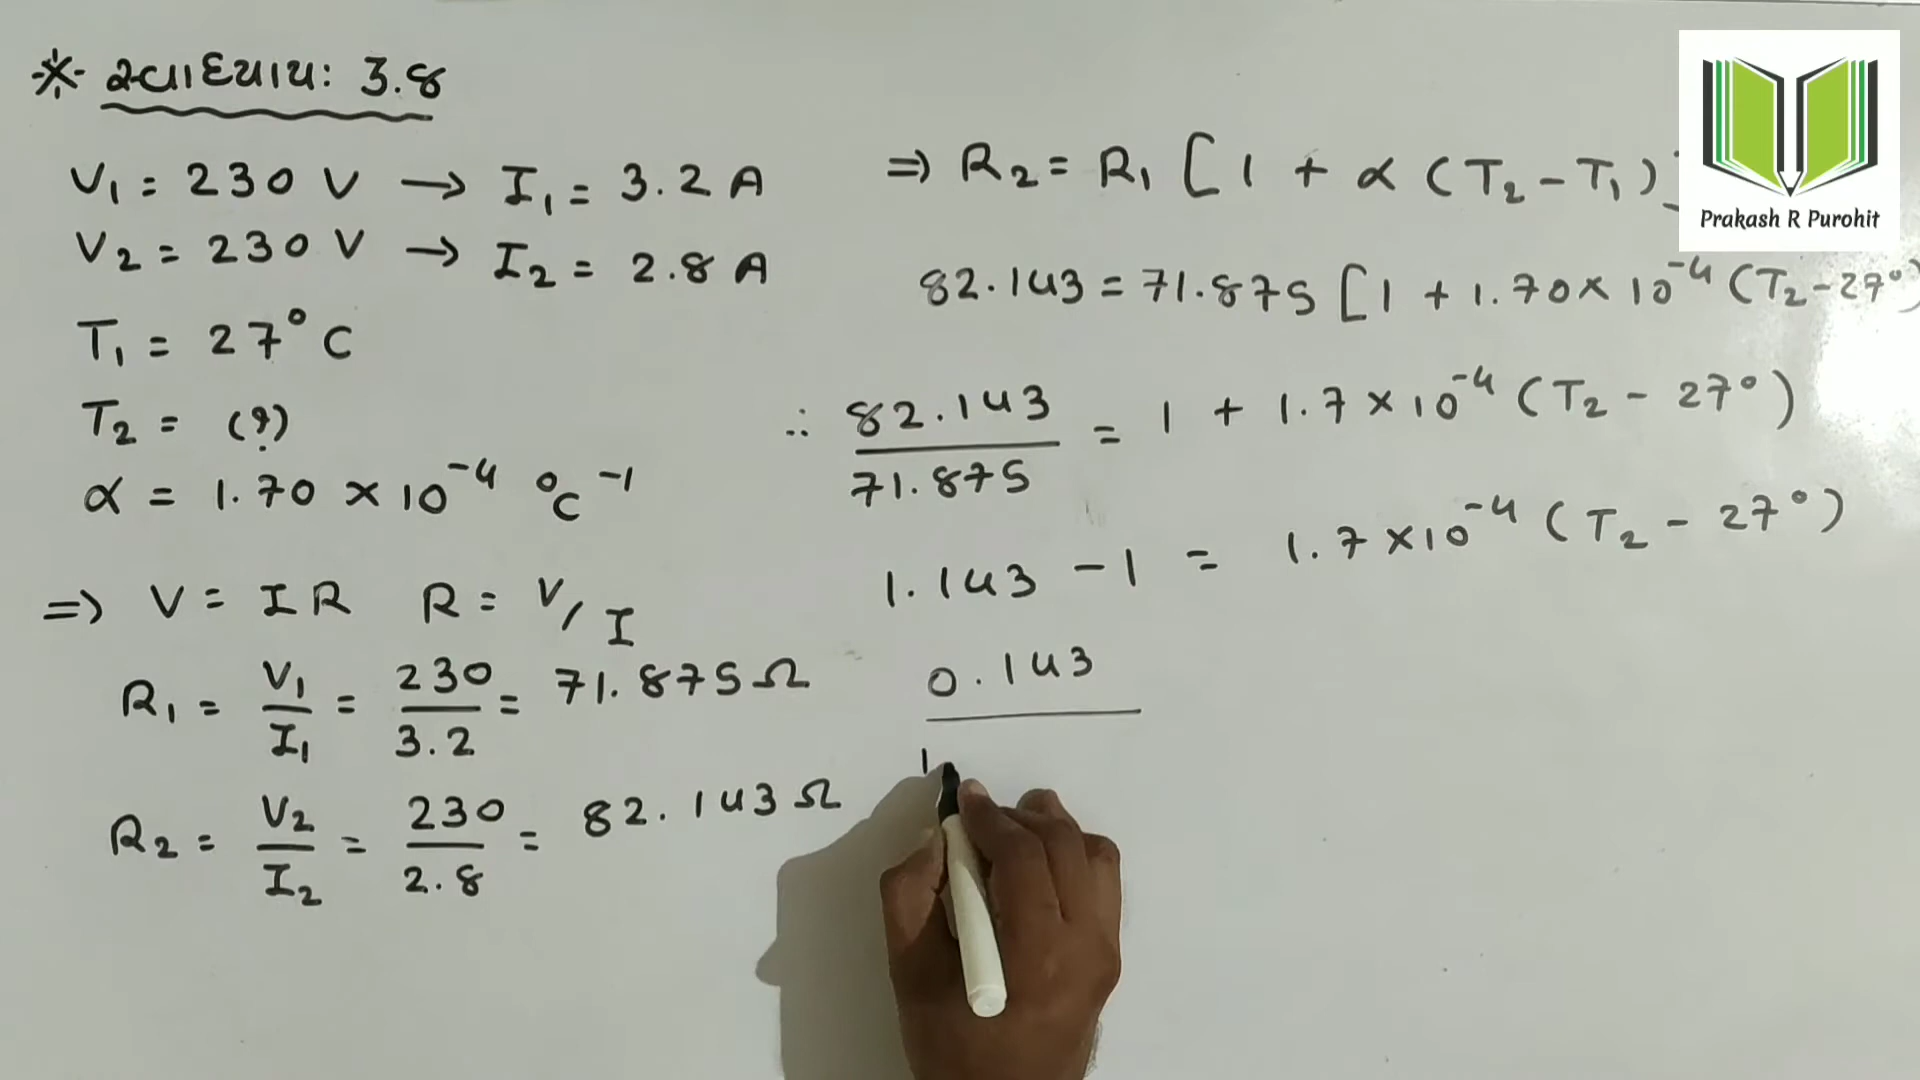 * સ્વાધ્યાય: 3.8
V₁ = 230 V → I₁ = 3.2 A
V₂ = 230 V → I₂ = 2.8 A
T₁ = 27° C
T₂ = (?)
α = 1.70 × 10⁻⁴ °C⁻¹
⇒ V = IR R = V/I
R₁ = V₁/I₁ = 230/3.2 = 71.875 Ω
R₂ = V₂/I₂ = 230/2.8 = 82.143 Ω
⇒ R₂ = R₁ [1 + α (T₂ - T₁)]
82.143 = 71.875 [1 + 1.70 × 10⁻⁴ (T₂ - 27°)
∴ 82.143/71.875 = 1 + 1.7 × 10⁻⁴ (T₂ - 27°)
1.143 - 1 = 1.7 × 10⁻⁴ (T₂ - 27°)
0.143
1
Prakash R Purohit